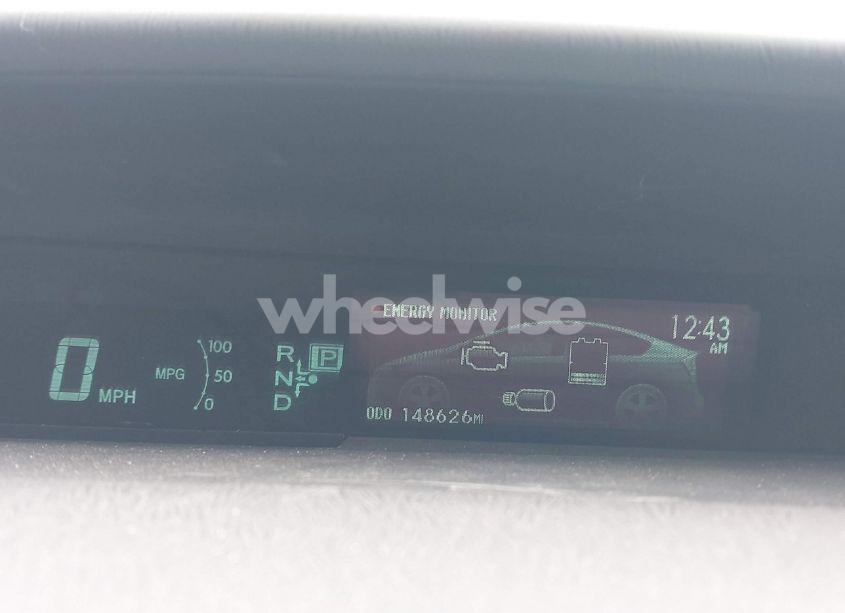 wheelwise
ENERGY MONITOR
12:43
AM
0 MPH
MPG
100
50
0
R
N
D
P
ODO 148626MI